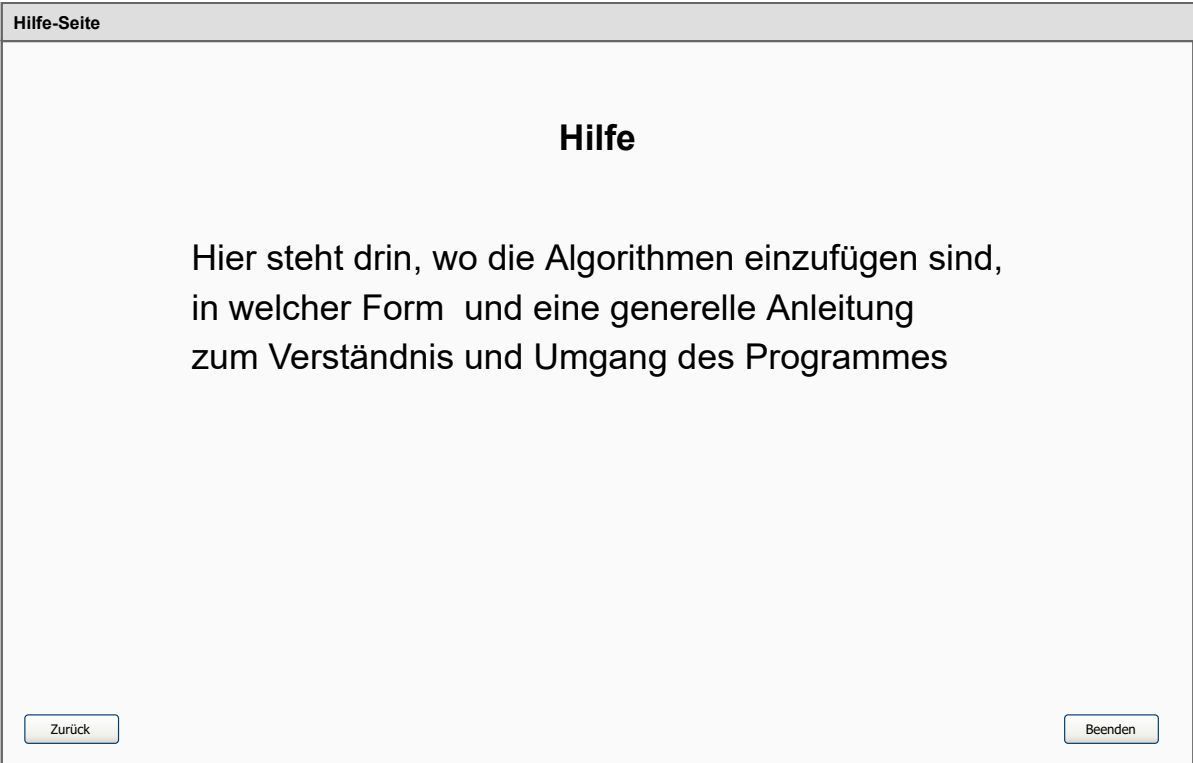 Hilfe-Seite
Hilfe
Hier steht drin, wo die Algorithmen einzufügen sind,
in welcher Form  und eine generelle Anleitung
zum Verständnis und Umgang des Programmes
Zurück
Beenden